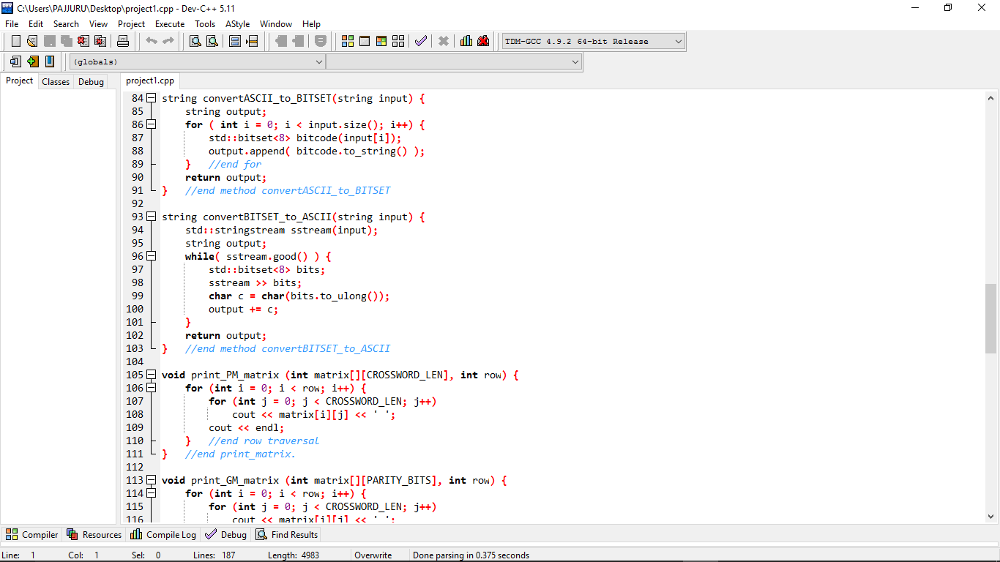 C:\Users\PAJJURU\Desktop\project1.cpp - Dev-C++ 5.11
File Edit Search View Project Execute Tools AStyle Window Help
TDM-GCC 4.9.2 64-bit Release
(globals)
Project Classes Debug
project1.cpp
84 string convertASCII_to_BITSET(string input) {
85     string output;
86     for ( int i = 0; i < input.size(); i++) {
87         std::bitset<8> bitcode(input[i]);
88         output.append( bitcode.to_string() );
89     }   //end for
90     return output;
91 }   //end method convertASCII_to_BITSET
92
93 string convertBITSET_to_ASCII(string input) {
94     std::stringstream sstream(input);
95     string output;
96     while( sstream.good() ) {
97         std::bitset<8> bits;
98         sstream >> bits;
99         char c = char(bits.to_ulong());
100         output += c;
101     }
102     return output;
103 }   //end method convertBITSET_to_ASCII
104
105 void print_PM_matrix (int matrix[][CROSSWORD_LEN], int row) {
106     for (int i = 0; i < row; i++) {
107         for (int j = 0; j < CROSSWORD_LEN; j++)
108             cout << matrix[i][j] << ' ';
109         cout << endl;
110     }   //end row traversal
111 }   //end print_matrix.
112
113 void print_GM_matrix (int matrix[][PARITY_BITS], int row) {
114     for (int i = 0; i < row; i++) {
115         for (int j = 0; j < CROSSWORD_LEN; j++)
116             cout << matrix[i][j] << ' ';
Compiler Resources Compile Log Debug Find Results
Line: 1 Col: 1 Sel: 0 Lines: 187 Length: 4983 Overwrite Done parsing in 0.375 seconds